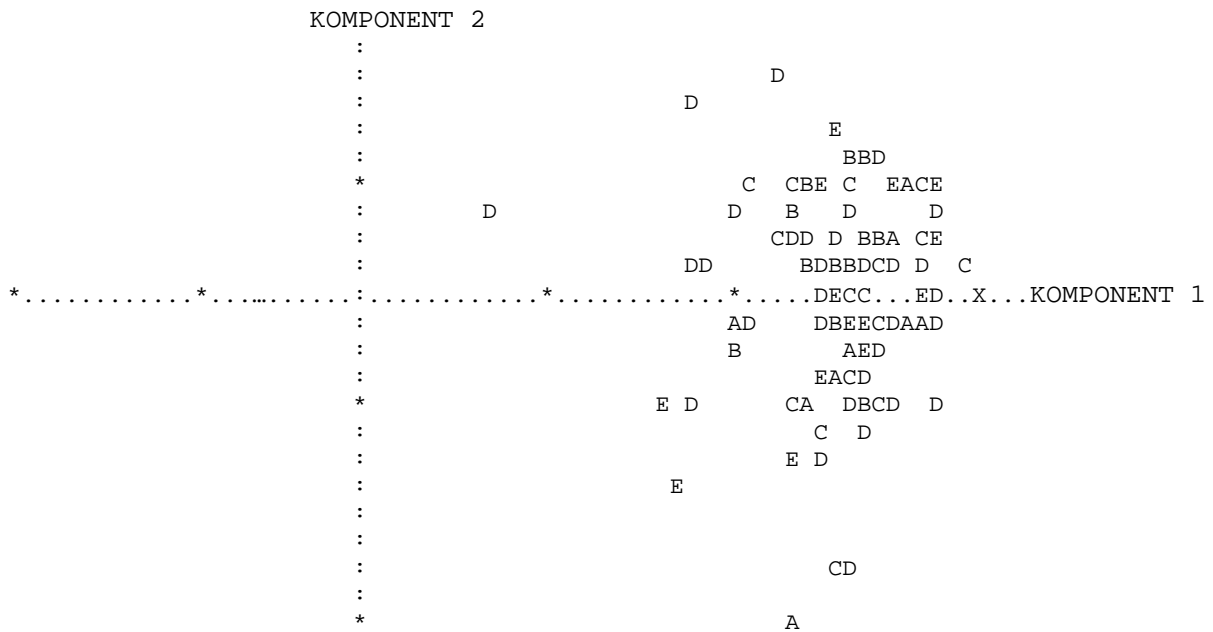 KOMPONENT 2
:
: D
: D
: E
: BBD
* C CBE C EACE
: D D B D D
: CDD D BBA CE
: DD BDBBDCD D C
*............*...…......:............*............*.....DECC...ED..X...KOMPONENT 1
: AD DBEECDAAD
: B AED
: EACD
* E D CA DBCD D
: C D
: E D
: E
:
:
: CD
:
* A